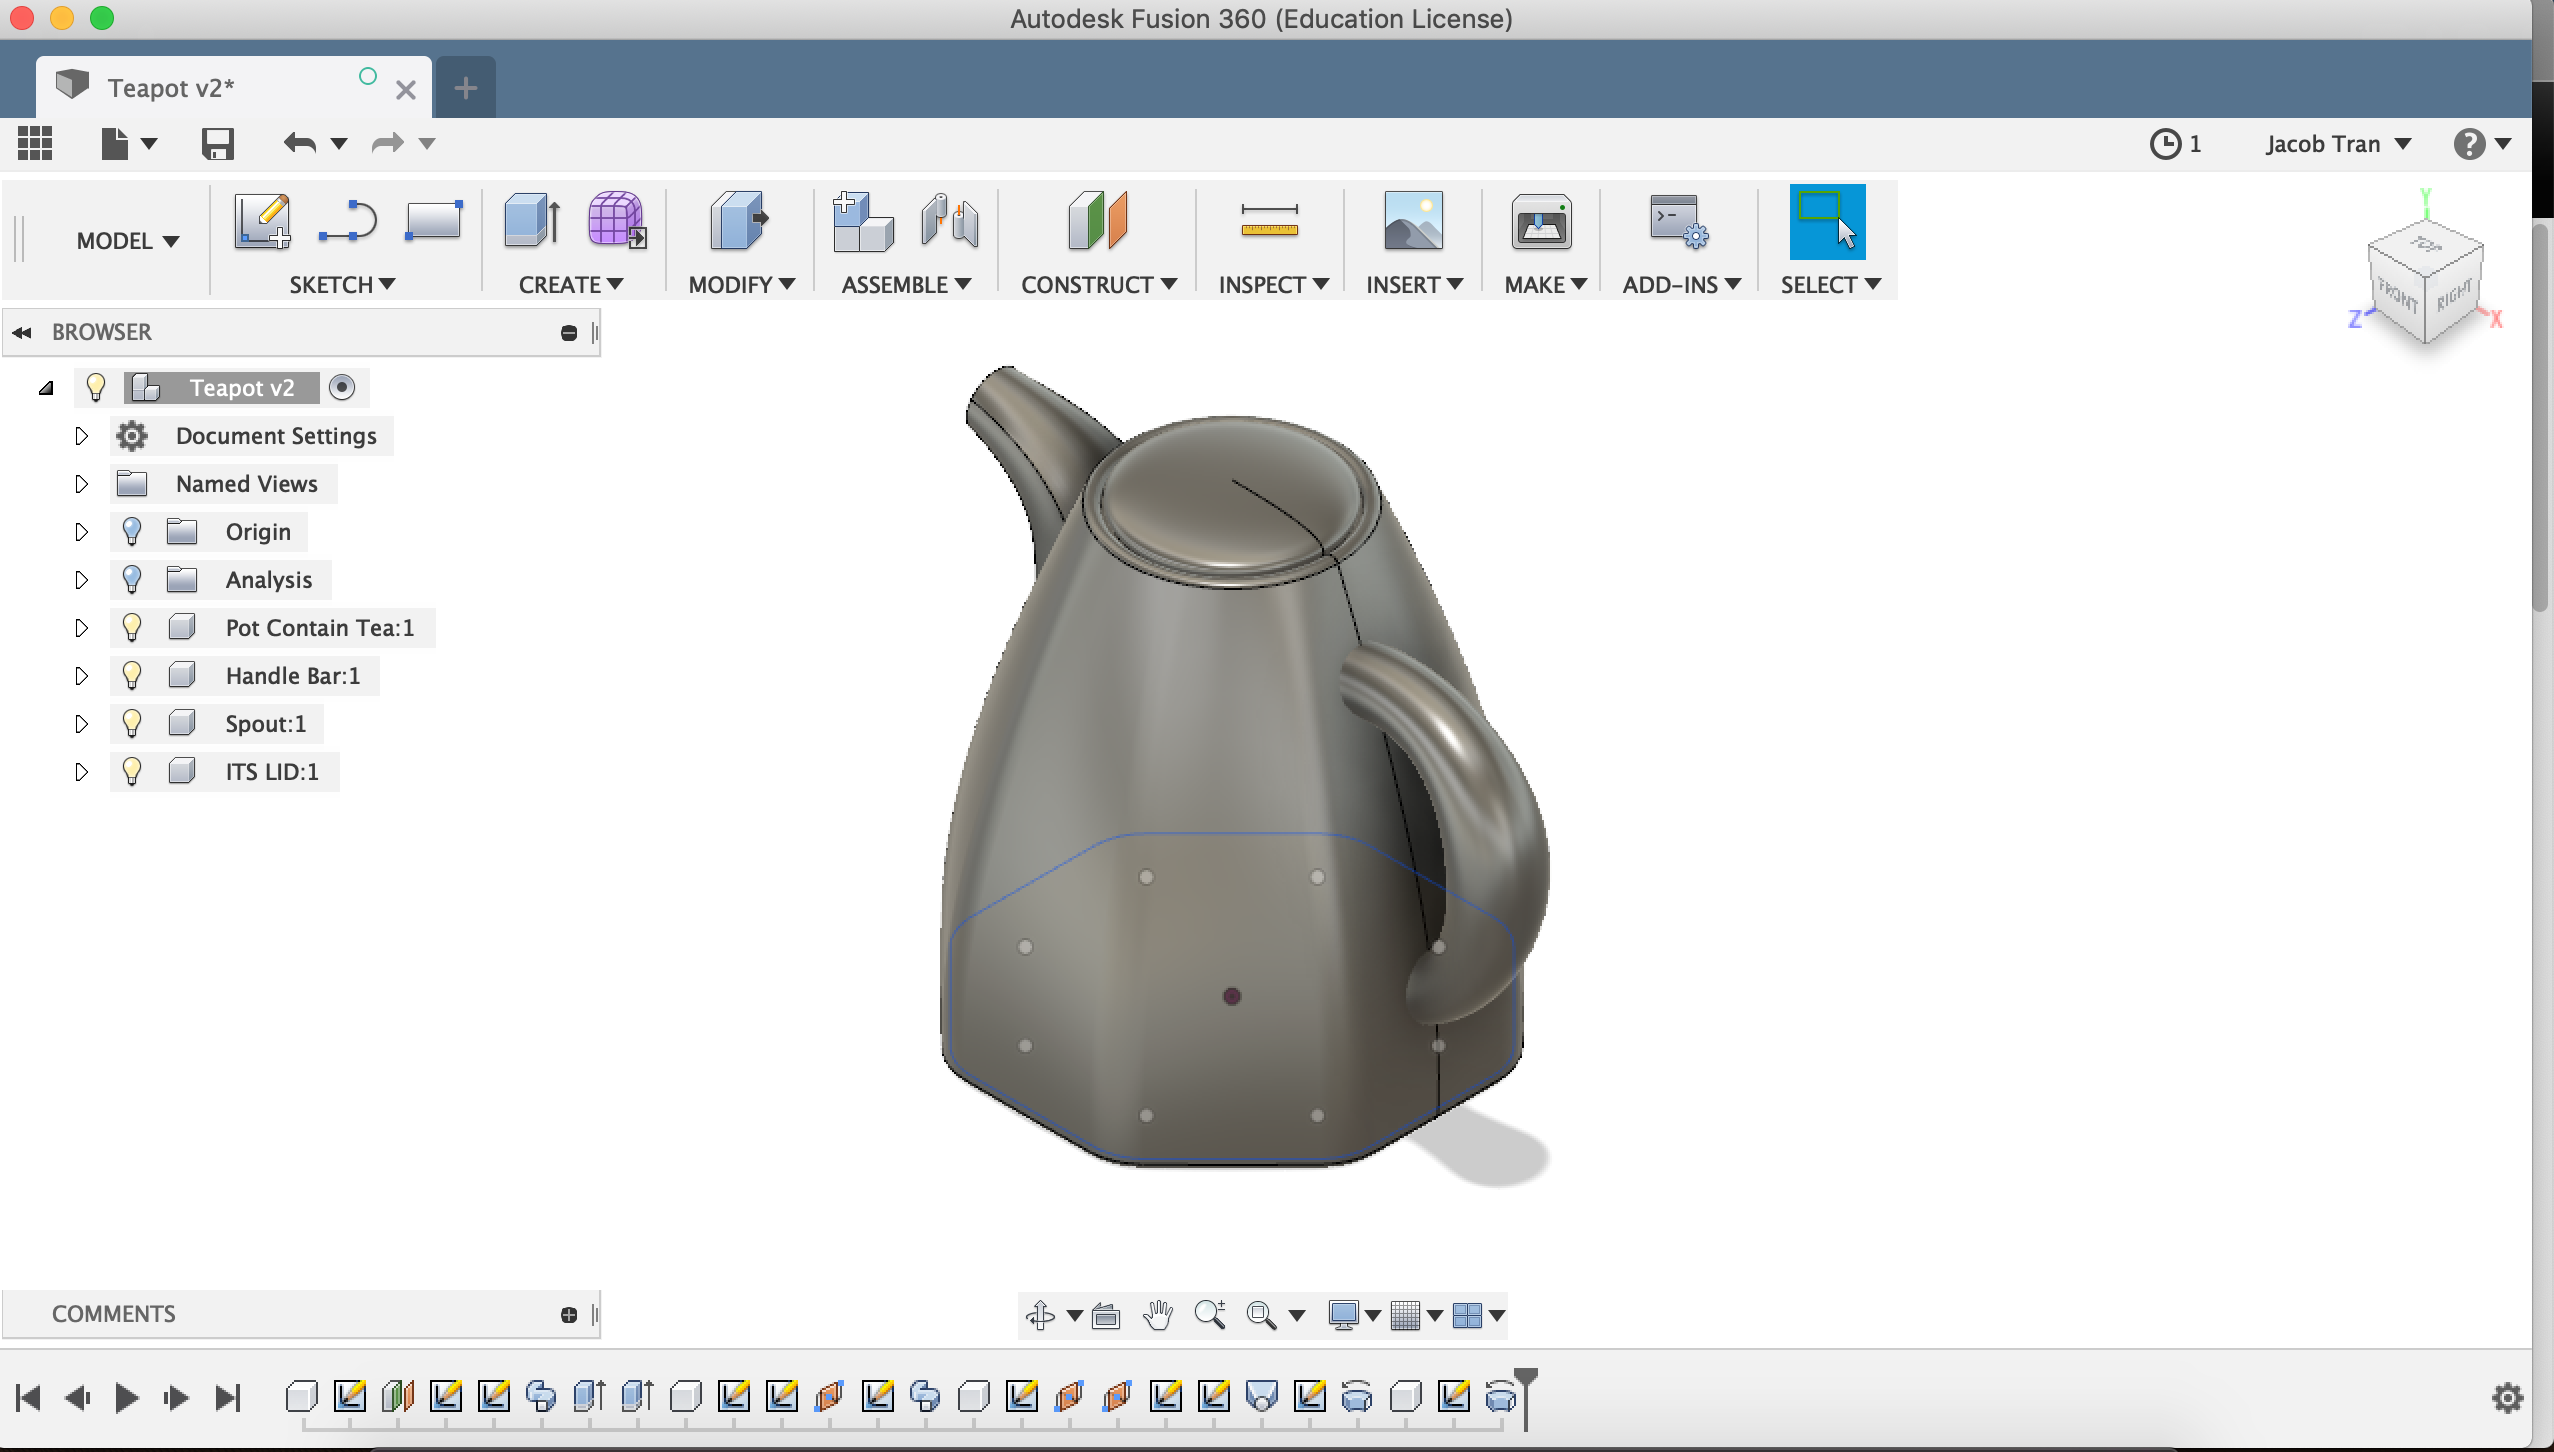 Autodesk Fusion 360 (Education License)
Teapot v2*
1 Jacob Tran
MODEL
SKETCH CREATE MODIFY ASSEMBLE CONSTRUCT INSPECT INSERT MAKE ADD-INS SELECT
Y
TOP
FRONT RIGHT
Z X
BROWSER
Teapot v2
Document Settings
Named Views
Origin
Analysis
Pot Contain Tea:1
Handle Bar:1
Spout:1
ITS LID:1
COMMENTS